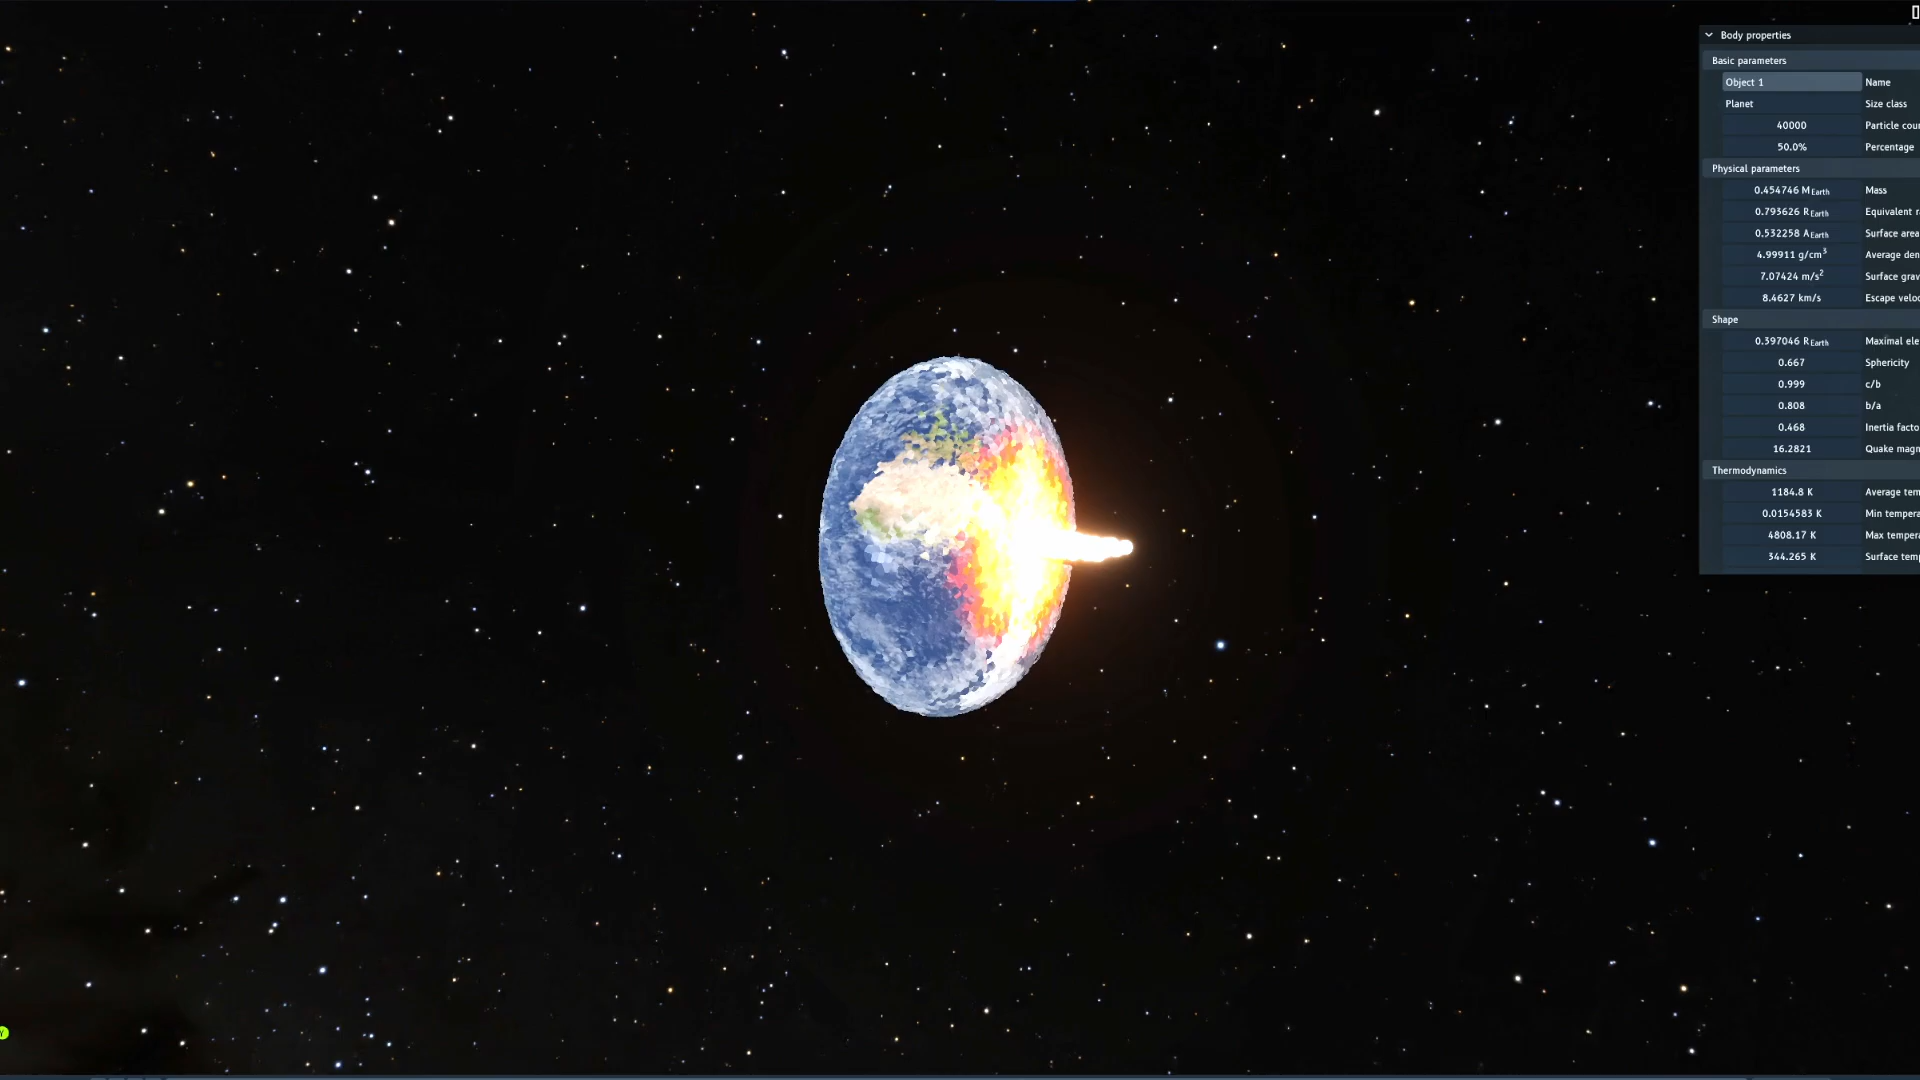 Body properties
Basic parameters
Object 1 Name
Planet Size class
40000 Particle cou
50.0% Percentage
Physical parameters
0.454746 MEarth Mass
0.793626 REarth Equivalent r
0.532258 AEarth Surface area
4.99911 g/cm3 Average den
7.07424 m/s2 Surface grav
8.4627 km/s Escape veloc
Shape
0.397046 REarth Maximal ele
0.667 Sphericity
0.999 c/b
0.808 b/a
0.468 Inertia facto
16.2821 Quake magn
Thermodynamics
1184.8 K Average tem
0.0154583 K Min tempera
4808.17 K Max tempera
344.265 K Surface temp
Y